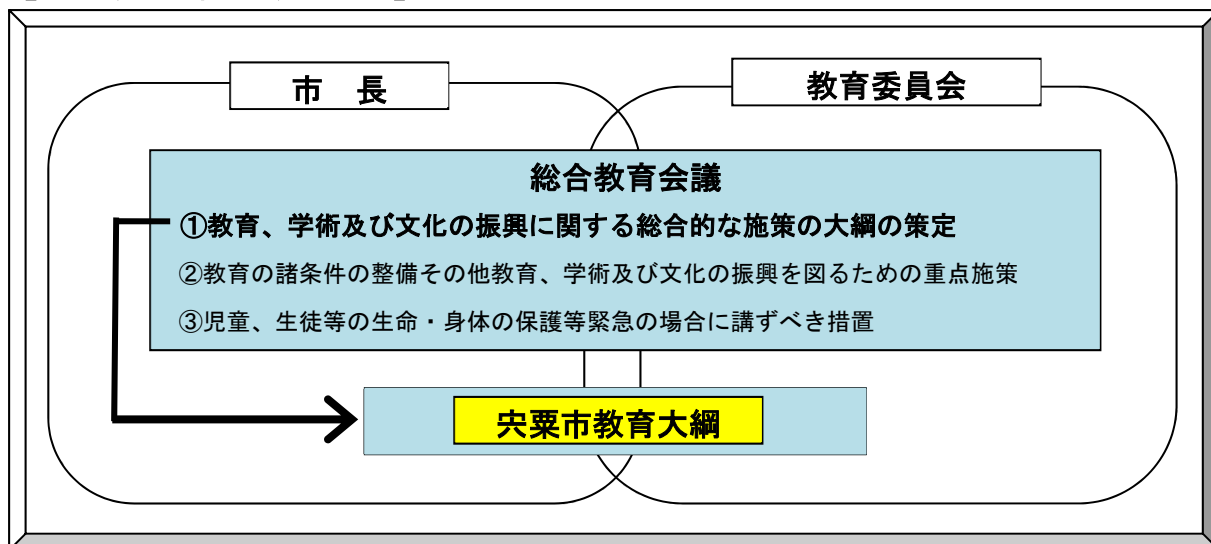 市　長
教育委員会
総合教育会議
①教育、学術及び文化の振興に関する総合的な施策の大綱の策定
②教育の諸条件の整備その他教育、学術及び文化の振興を図るための重点施策
③児童、生徒等の生命・身体の保護等緊急の場合に講ずべき措置
宍粟市教育大綱